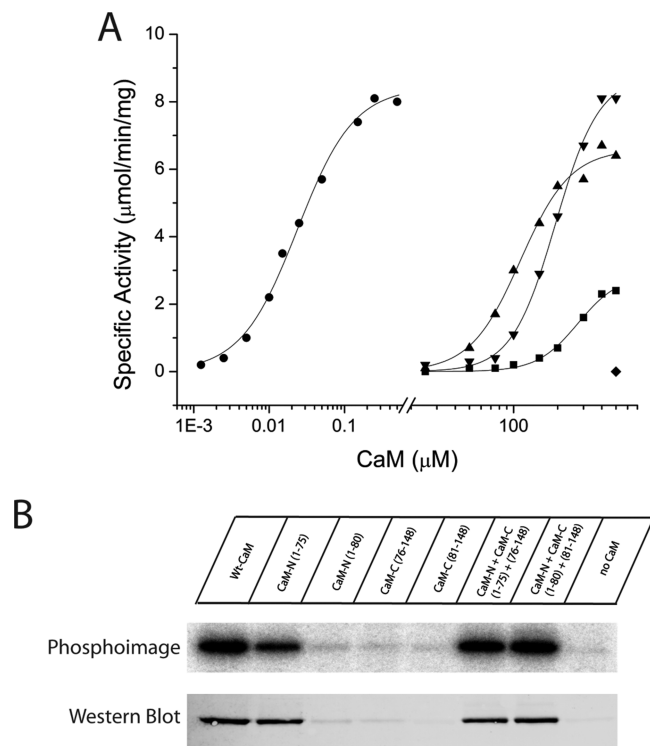 A
10
8
6
4
2
0
Specific Activity (μmol/min/mg)
1E-3 0.01 0.1 100
CaM (μM)
B
Wt-CaM
CaM-N (1-75)
CaM-N (1-80)
CaM-C (76-148)
CaM-C (81-148)
CaM-N + CaM-C
(1-75) + (76-148)
CaM-N + CaM-C
(1-80) + (81-148)
no CaM
Phosphoimage
Western Blot